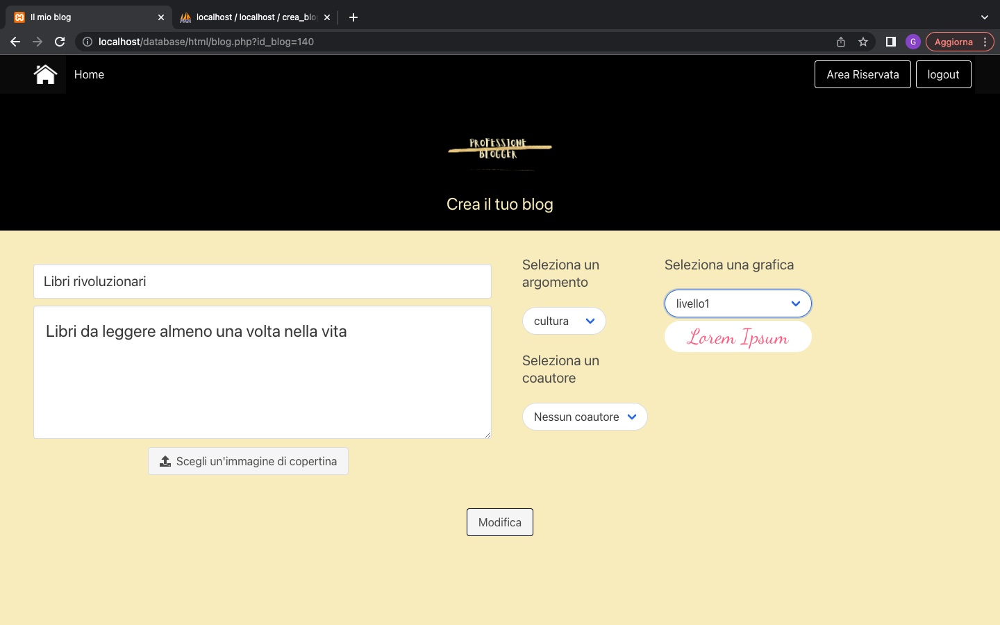 Il mio blog
localhost / localhost / crea_blo
localhost/database/html/blog.php?id_blog=140
G
Aggiorna
Home
Area Riservata
logout
PROFESSIONE
BLOGGER
Crea il tuo blog
Libri rivoluzionari
Libri da leggere almeno una volta nella vita
Scegli un'immagine di copertina
Seleziona un
argomento
cultura
Seleziona un
coautore
Nessun coautore
Seleziona una grafica
livello1
Lorem Ipsum
Modifica